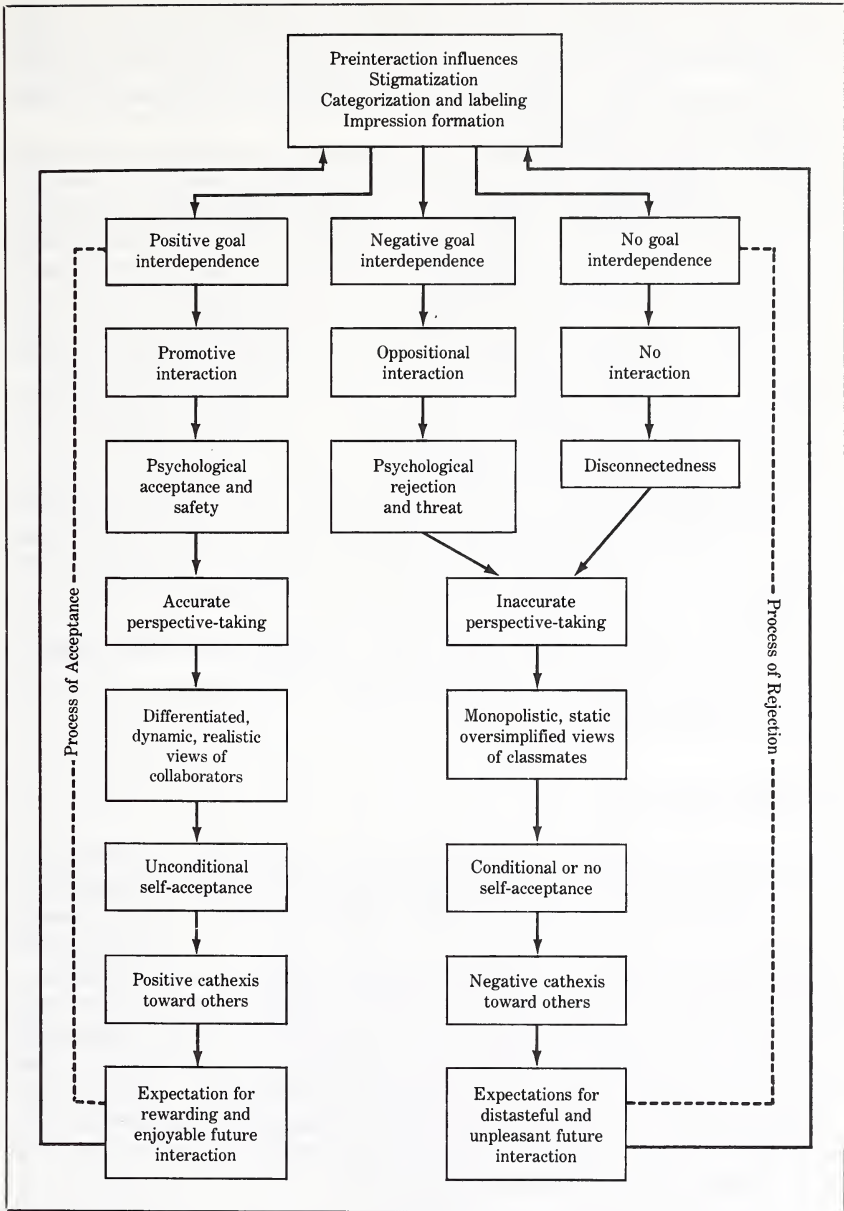 Preinteraction influences
Stigmatization
Categorization and labeling
Impression formation
Positive goal
interdependence
Negative goal
interdependence
No goal
interdependence
Promotive
interaction
Oppositional
interaction
No
interaction
Psychological
acceptance and
safety
Psychological
rejection
and threat
Disconnectedness
Accurate
perspective-taking
Inaccurate
perspective-taking
Differentiated,
dynamic, realistic
views of
collaborators
Monopolistic, static
oversimplified views
of classmates
Unconditional
self-acceptance
Conditional or no
self-acceptance
Positive cathexis
toward others
Negative cathexis
toward others
Expectation for
rewarding and
enjoyable future
interaction
Expectations for
distasteful and
unpleasant future
interaction
Process of Acceptance
Process of Rejection